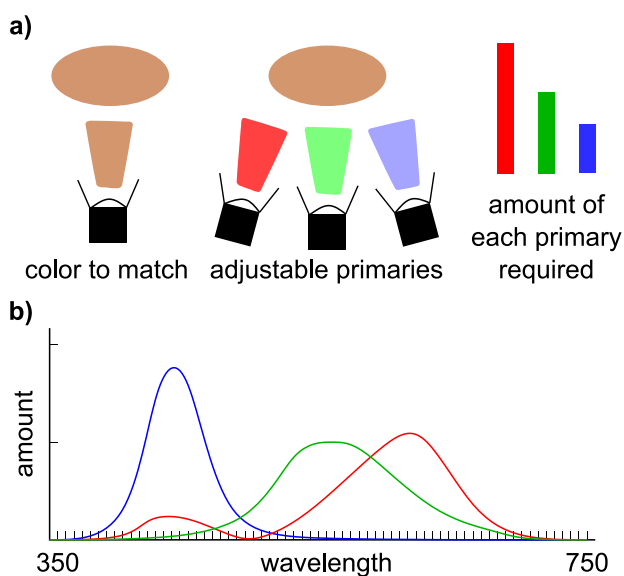 a)
color to match
adjustable primaries
amount of
each primary
required
b)
amount
350
wavelength
750